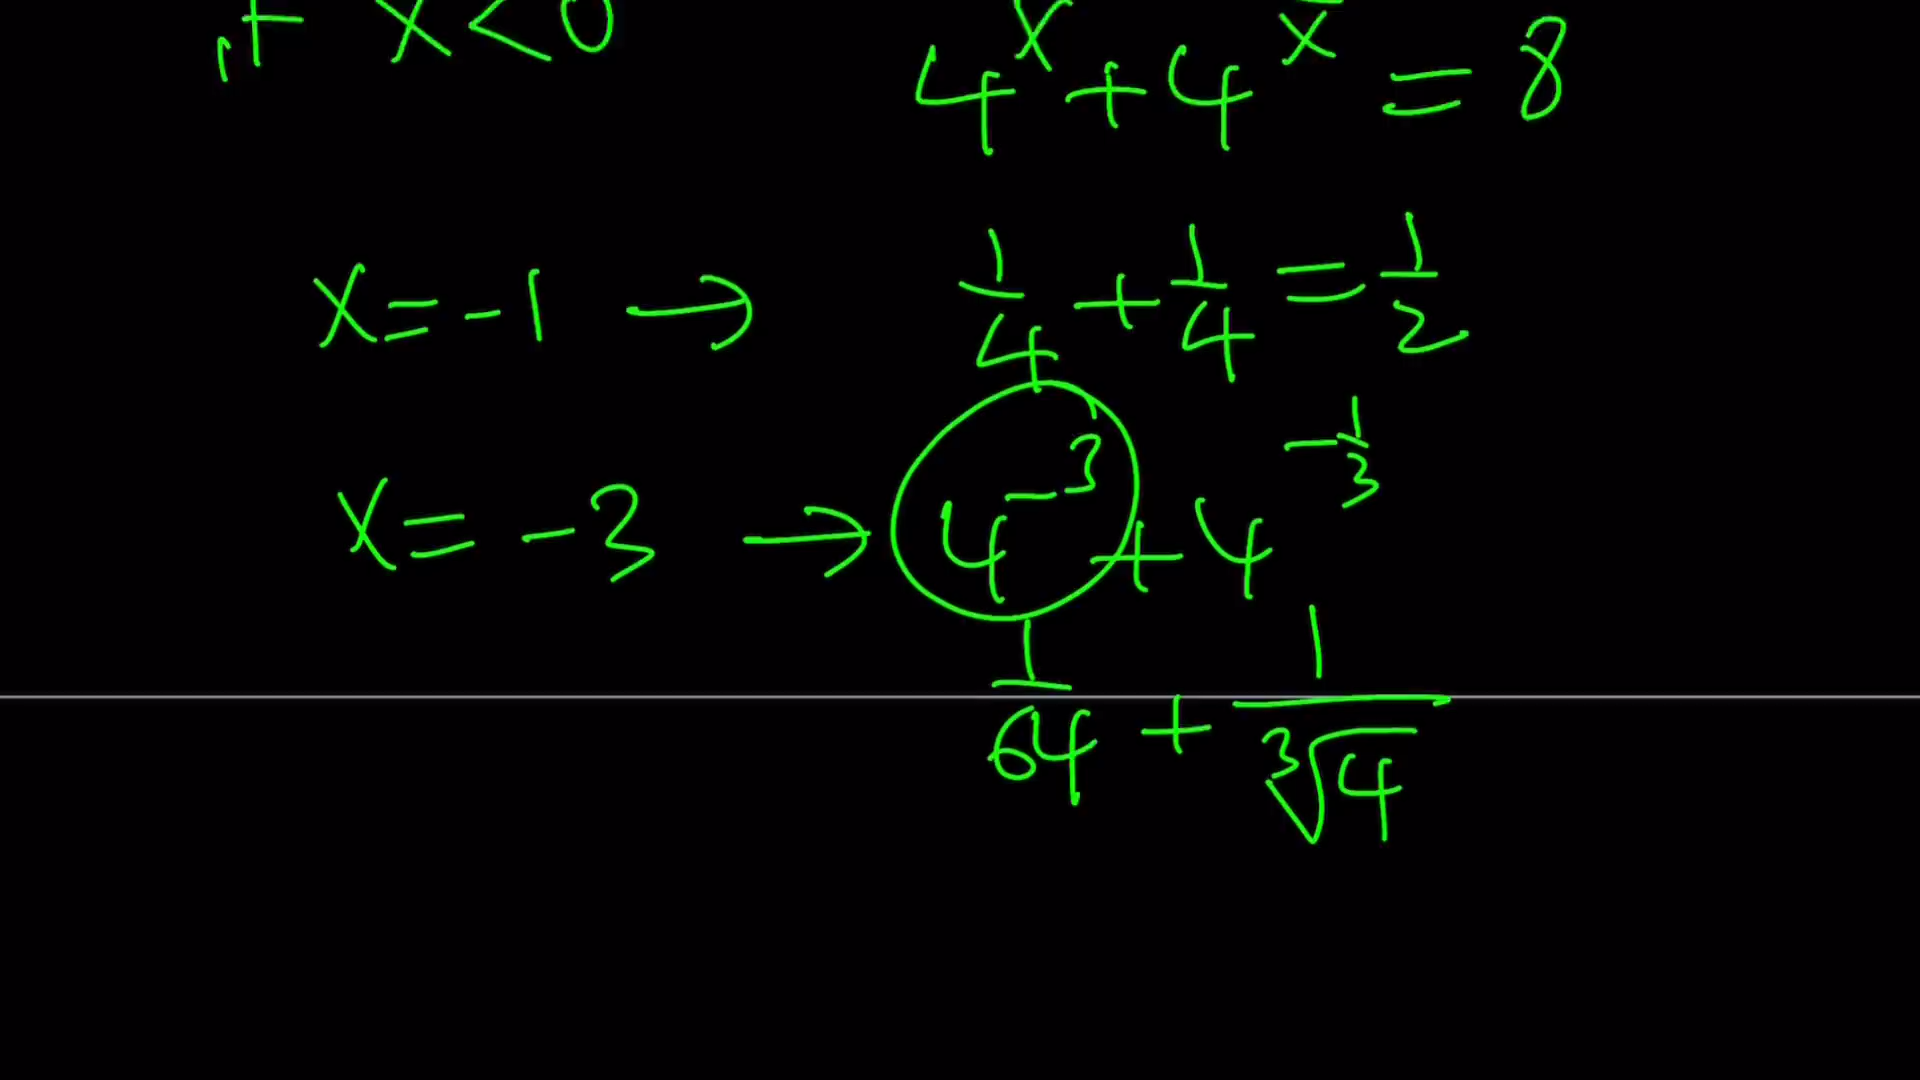 if x<0
4^x + 4^(1/x) = 8
x = -1 → 1/4 + 1/4 = 1/2
x = -3 → 4^-3 + 4^(-1/3)
1/64 + 1/∛4